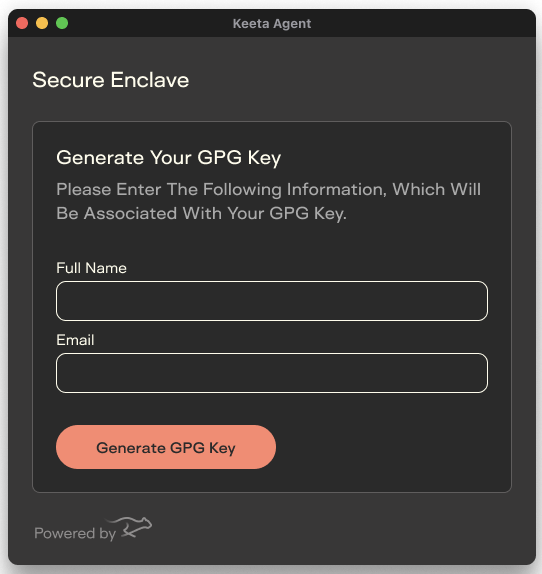 Keeta Agent
Secure Enclave
Generate Your GPG Key
Please Enter The Following Information, Which Will
Be Associated With Your GPG Key.
Full Name
Email
Generate GPG Key
Powered by